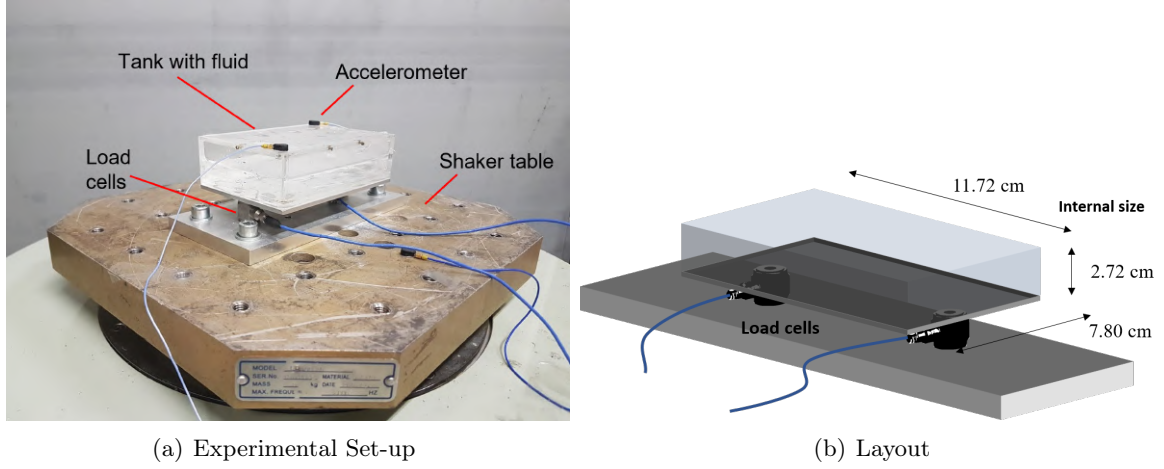 Tank with fluid
Accelerometer
Load
cells
Shaker table
MODEL
SER.No MATERIAL
MASS kg DATE
MAX. FREQU HZ
11.72 cm
Internal size
2.72 cm
7.80 cm
Load cells
(a) Experimental Set-up
(b) Layout